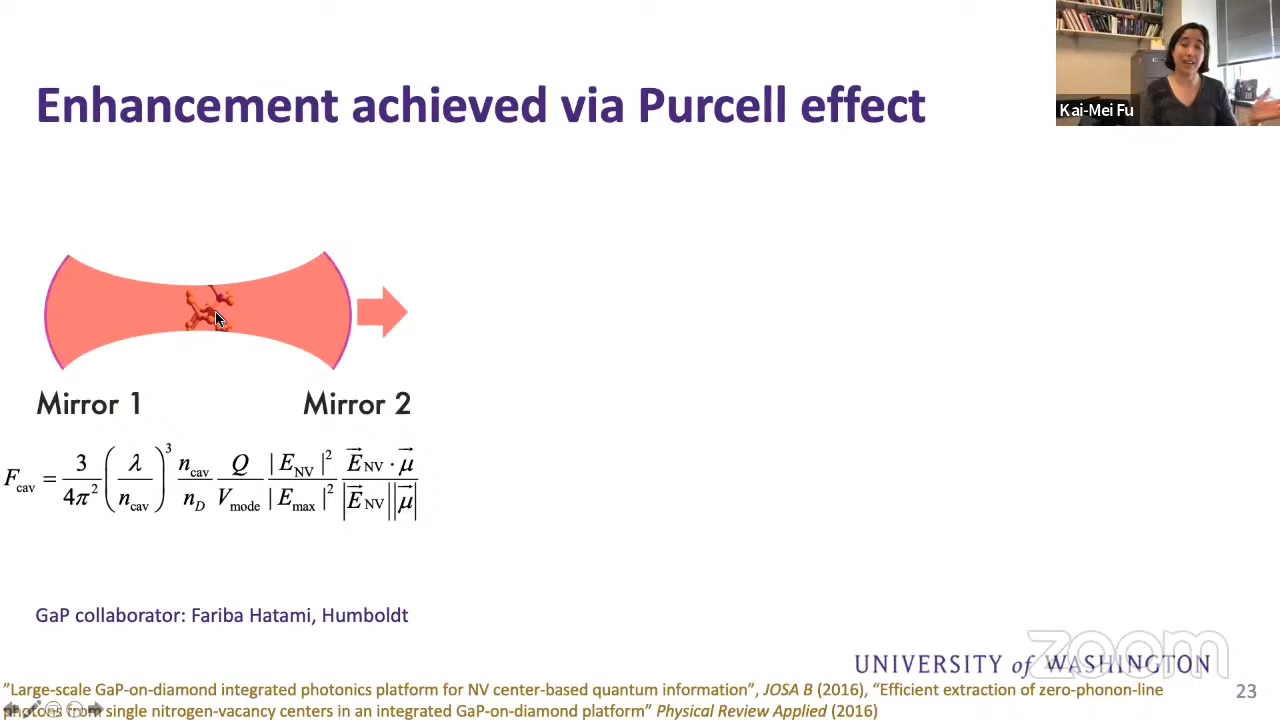 Kai-Mei Fu
Enhancement achieved via Purcell effect
Mirror 1
Mirror 2
F_cav = 3/4π² (λ/n_cav)³ n_cav/n_D Q/V_mode |E_NV|²/|E_max|² E⃗_NV · μ⃗/|E⃗_NV||μ⃗|
GaP collaborator: Fariba Hatami, Humboldt
zoom
UNIVERSITY of WASHINGTON
"Large-scale GaP-on-diamond integrated photonics platform for NV center-based quantum information", JOSA B (2016), "Efficient extraction of zero-phonon-line
photons from single nitrogen-vacancy centers in an integrated GaP-on-diamond platform" Physical Review Applied (2016)
23